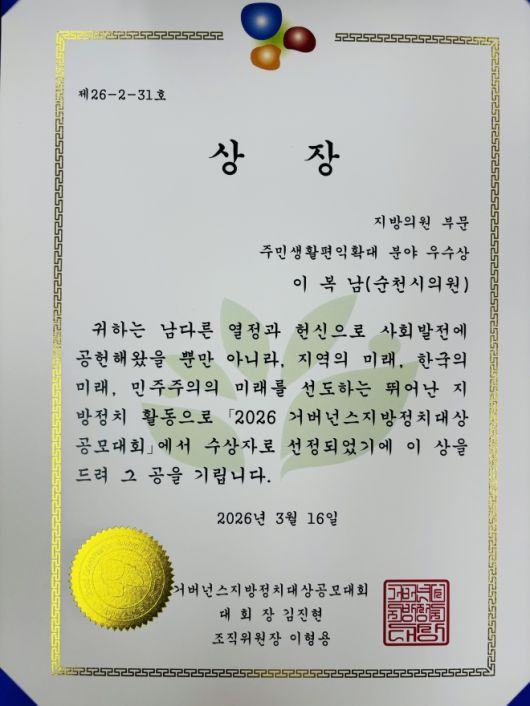 제26-2-31호
상 장
지방의원 부문
주민생활편익확대 분야 우수상
이 복 남(순천시의원)
귀하는 남다른 열정과 헌신으로 사회발전에
공헌해왔을 뿐만 아니라, 지역의 미래, 한국의
미래, 민주주의의 미래를 선도하는 뛰어난 지
방정치 활동으로 「2026 거버넌스지방정치대상
공모대회」에서 수상자로 선정되었기에 이 상을
드려 그 공을 기립니다.
2026년 3월 16일
거버넌스지방정치대상공모대회
대 회 장 김진현
조직위원장 이형용